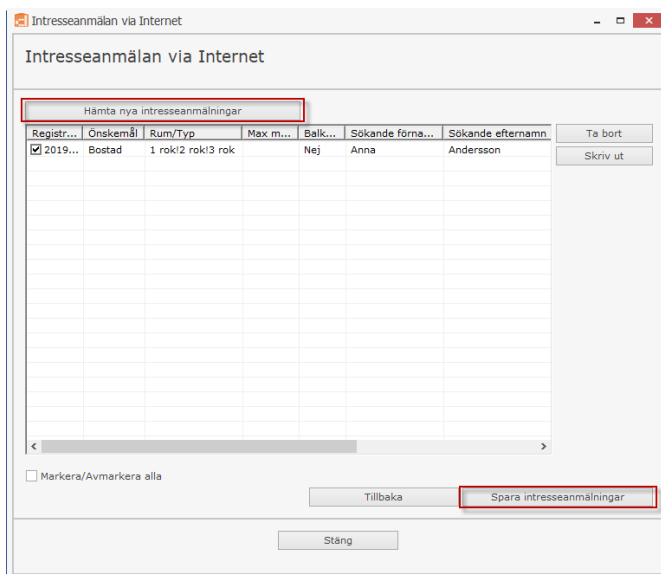 Intresseanmälan via Internet
Intresseanmälan via Internet
Hämta nya intresseanmälningar
Registr... Önskemål Rum/Typ Max m... Balk... Sökande förna... Sökande efternamn Ta bort
2019... Bostad 1 rok!2 rok!3 rok Nej Anna Andersson Skriv ut
Markera/Avmarkera alla
Tillbaka Spara intresseanmälningar
Stäng